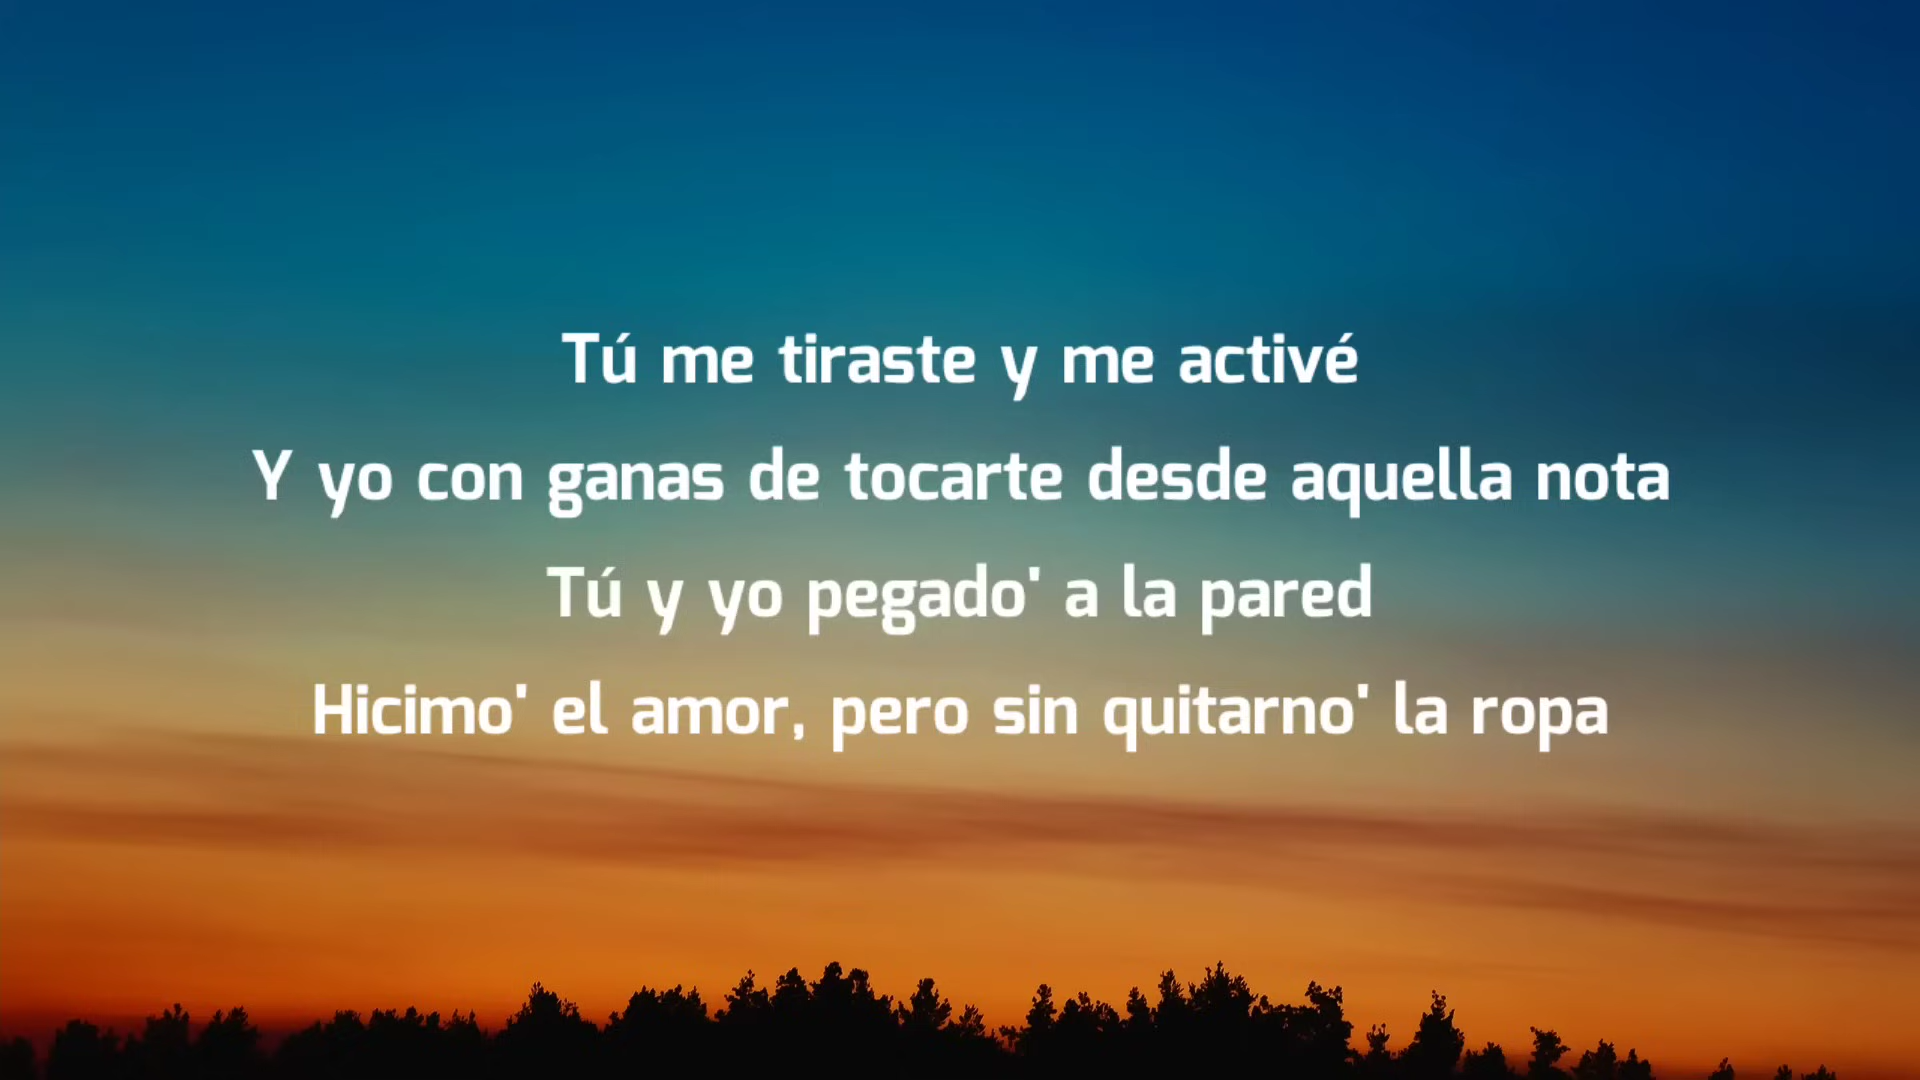 Tú me tiraste y me activé
Y yo con ganas de tocarte desde aquella nota
Tú y yo pegado' a la pared
Hicimo' el amor, pero sin quitarno' la ropa